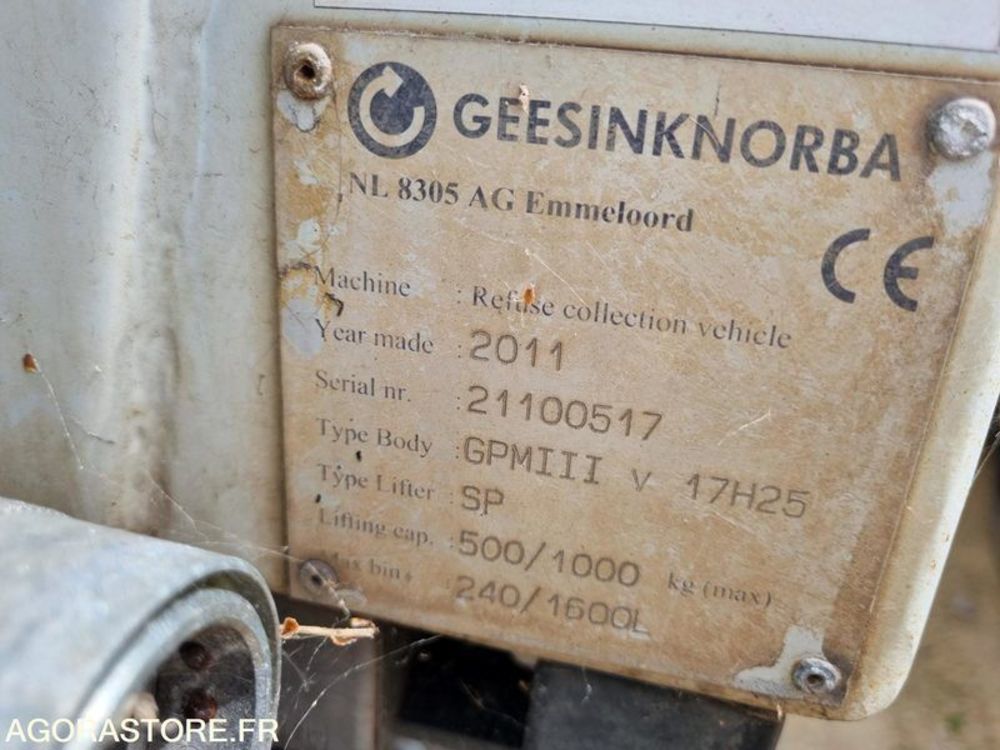 GEESINKNORBA
NL 8305 AG Emmeloord
CE
Machine : Refuse collection vehicle
Year made : 2011
Serial nr. : 21100517
Type Body : GPMIII V 17H25
Type Lifter : SP
Lifting cap. : 500/1000 kg (max)
Max bin : 240/1600L
AGORASTORE.FR